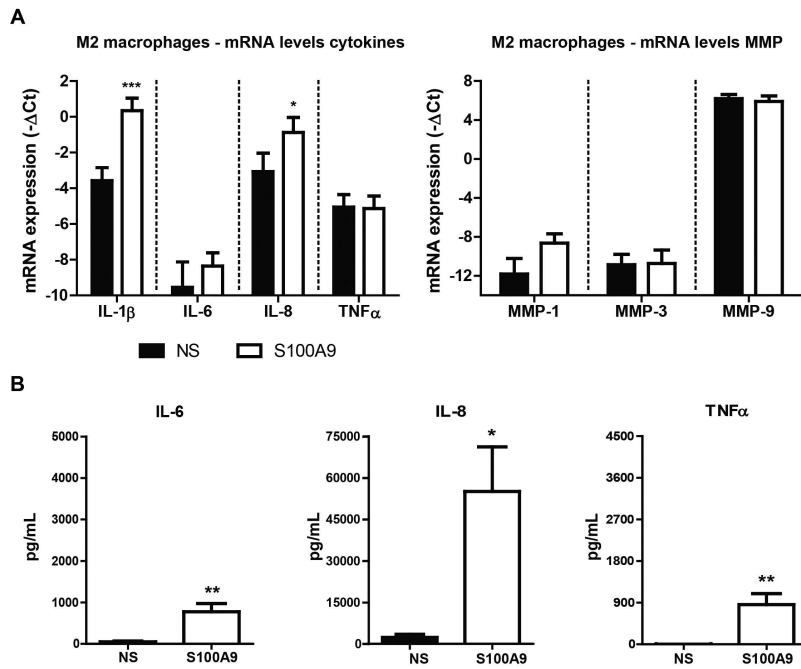 A
M2 macrophages - mRNA levels cytokines
mRNA expression (-ΔCt)
2
0
-2
-4
-6
-8
-10
***
*
IL-1β IL-6 IL-8 TNFα
M2 macrophages - mRNA levels MMP
mRNA expression (-ΔCt)
8
4
0
-4
-8
-12
MMP-1 MMP-3 MMP-9
NS S100A9
B
IL-6
pg/mL
6000
5000
4000
3000
2000
1000
0
**
NS S100A9
IL-8
pg/mL
75000
60000
45000
30000
15000
0
*
NS S100A9
TNFα
pg/mL
4500
3600
2700
1800
900
0
**
NS S100A9